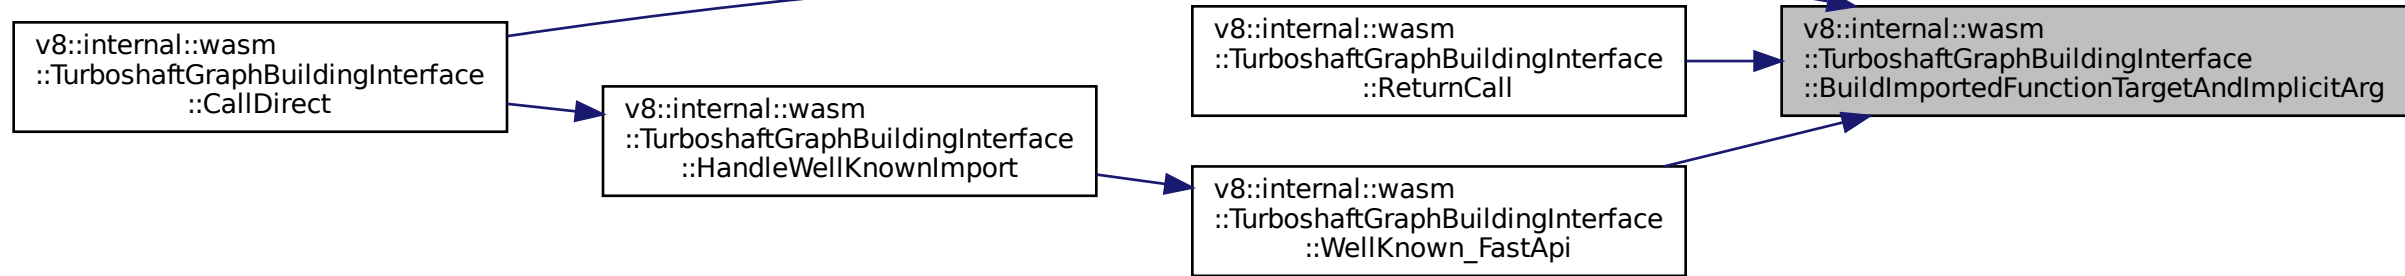 v8::internal::wasm
::TurboshaftGraphBuildingInterface
::CallDirect
v8::internal::wasm
::TurboshaftGraphBuildingInterface
::HandleWellKnownImport
v8::internal::wasm
::TurboshaftGraphBuildingInterface
::ReturnCall
v8::internal::wasm
::TurboshaftGraphBuildingInterface
::WellKnown_FastApi
v8::internal::wasm
::TurboshaftGraphBuildingInterface
::BuildImportedFunctionTargetAndImplicitArg